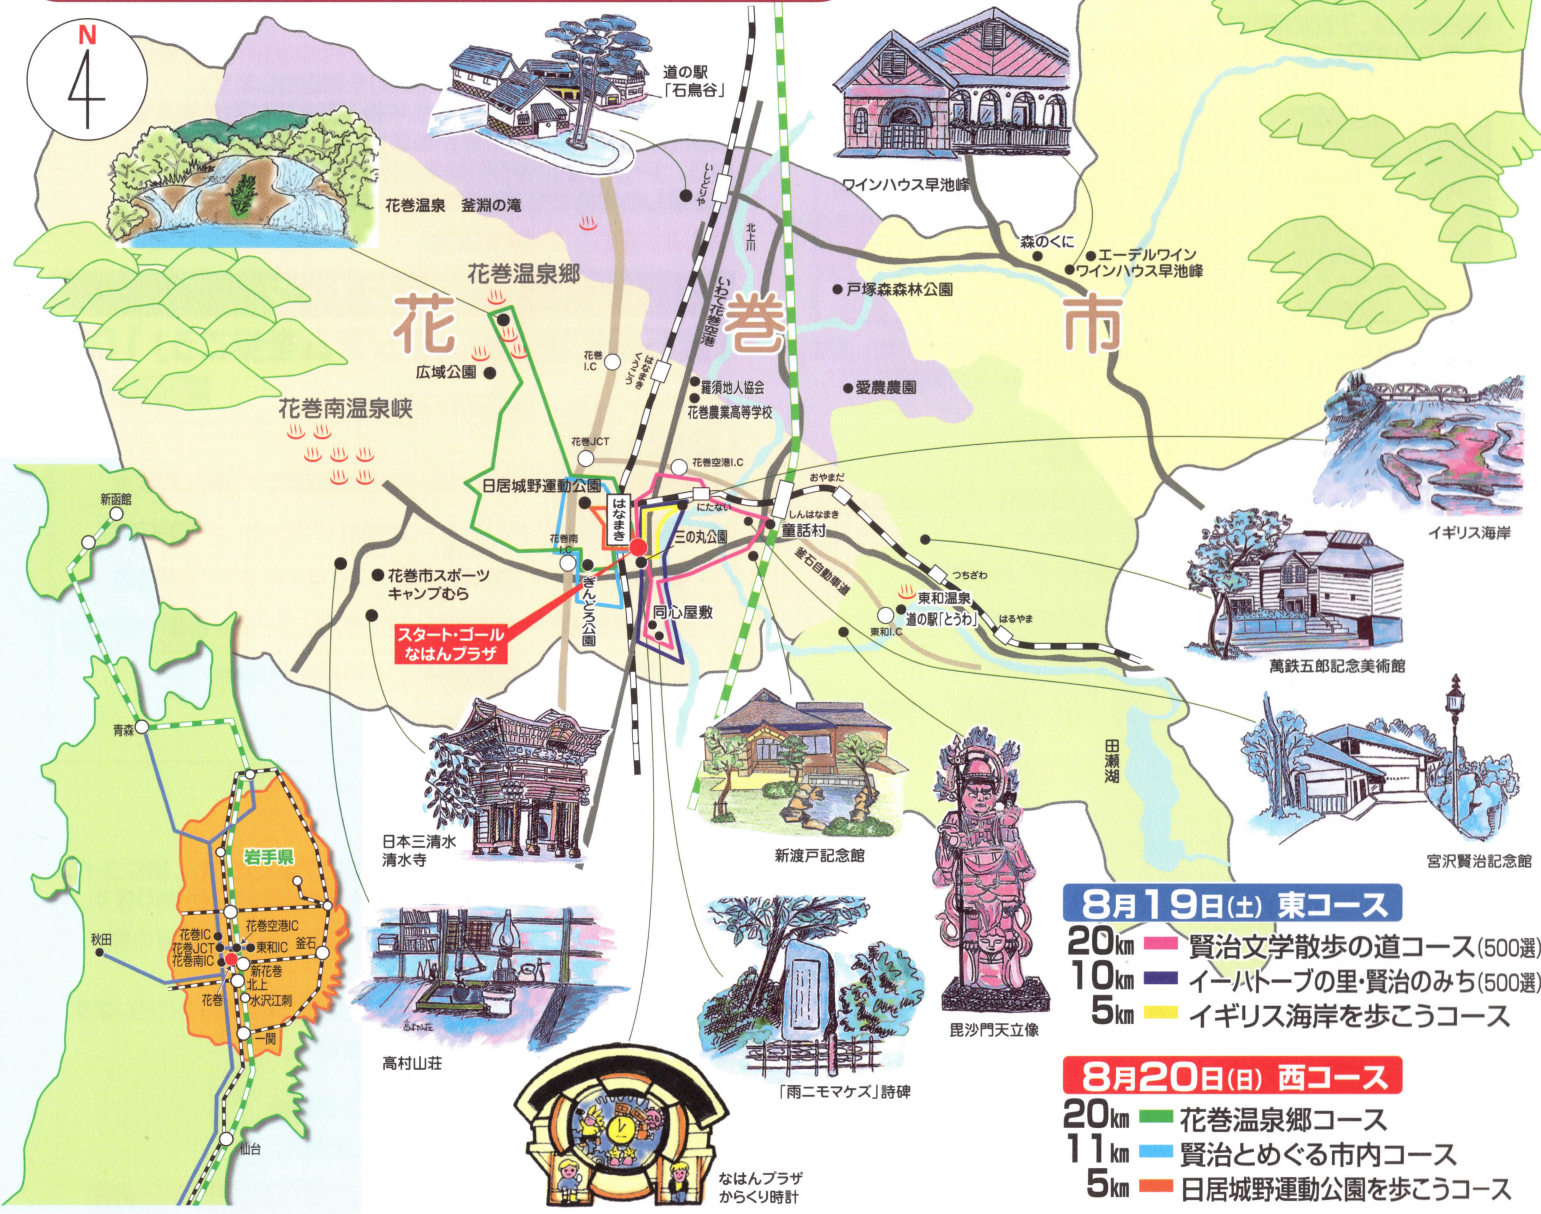 N
道の駅
「石鳥谷」
ワインハウス早池峰
花巻温泉 釜淵の滝
いしどりや
北上川
森のくに
エーデルワイン
ワインハウス早池峰
花巻温泉郷
いわて花巻空港
戸塚森森林公園
花巻市
花巻
I.C
はなまき
くうこう
広域公園
羅須地人協会
花巻農業高等学校
愛農農園
花巻南温泉峡
花巻JCT
花巻空港I.C
おやまだ
日居城野運動公園
はなまき
にたない
しんはなまき
童話村
三の丸公園
イギリス海岸
花巻南
I.C
釜石自動車道
つちざわ
花巻市スポーツ
キャンプむら
ぎんどろ公園
同心屋敷
東和温泉
道の駅「とうわ」
東和I.C
はるやま
スタート・ゴール
なはんプラザ
萬鉄五郎記念美術館
田瀬湖
日本三清水
清水寺
新渡戸記念館
宮沢賢治記念館
毘沙門天立像
高村山荘
「雨ニモマケズ」詩碑
なはんプラザ
からくり時計
新函館
青森
岩手県
秋田
花巻IC
花巻JCT
花巻南IC
花巻空港IC
東和IC
釜石
新花巻
北上
花巻
水沢江刺
一関
仙台
8月19日(土) 東コース
20km 賢治文学散歩の道コース(500選)
10km イーハトーブの里・賢治のみち(500選)
5km イギリス海岸を歩こうコース
8月20日(日) 西コース
20km 花巻温泉郷コース
11km 賢治とめぐる市内コース
5km 日居城野運動公園を歩こうコース